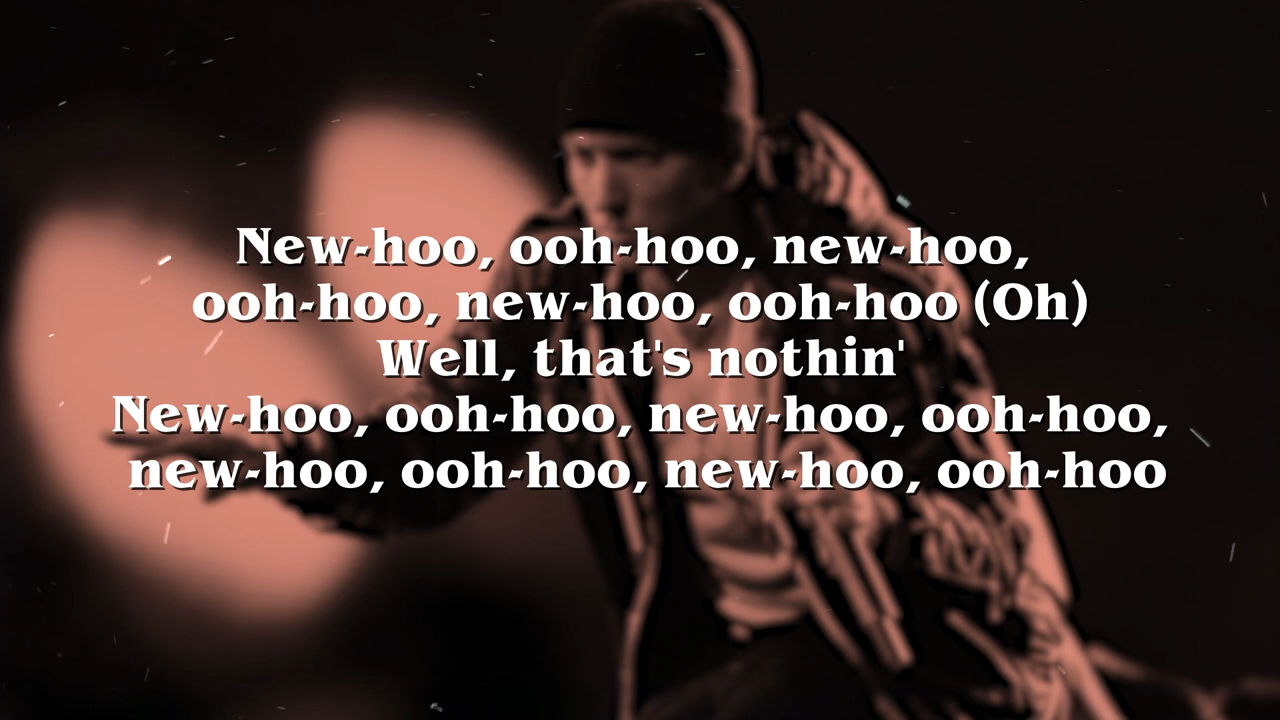 New-hoo, ooh-hoo, new-hoo,
ooh-hoo, new-hoo, ooh-hoo (Oh)
Well, that's nothin'
New-hoo, ooh-hoo, new-hoo, ooh-hoo,
new-hoo, ooh-hoo, new-hoo, ooh-hoo